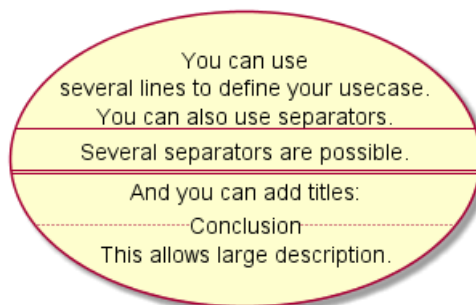 You can use
several lines to define your usecase.
You can also use separators.
Several separators are possible.
And you can add titles:
Conclusion
This allows large description.